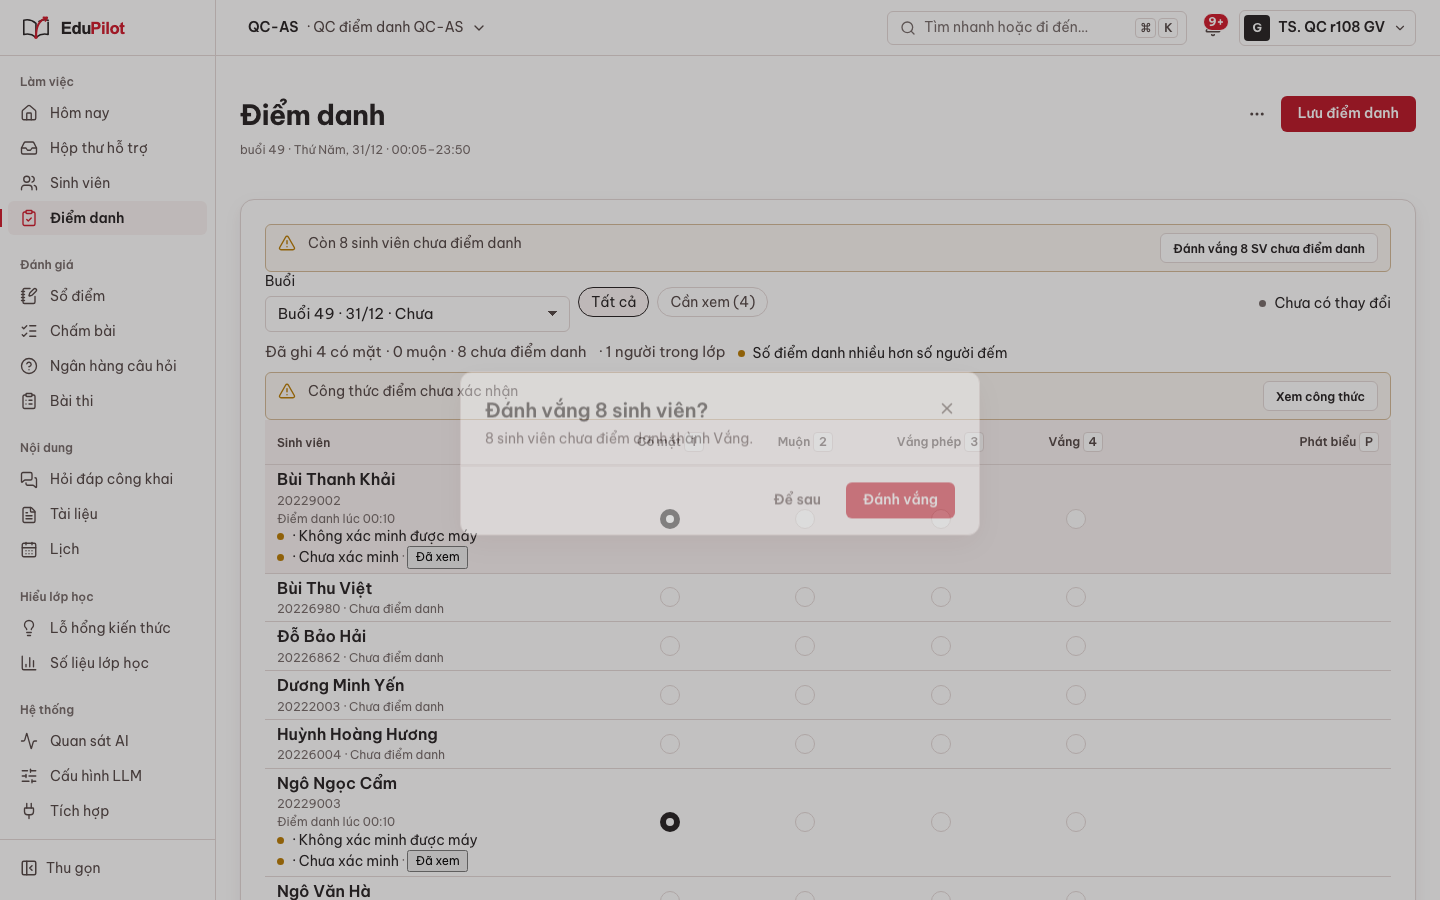 EduPilot
QC-AS · QC điểm danh QC-AS
Tìm nhanh hoặc đi đến...
⌘ K
9+
G
TS. QC r108 GV
Làm việc
Hôm nay
Hộp thư hỗ trợ
Sinh viên
Điểm danh
Đánh giá
Sổ điểm
Chấm bài
Ngân hàng câu hỏi
Bài thi
Nội dung
Hỏi đáp công khai
Tài liệu
Lịch
Hiểu lớp học
Lỗ hổng kiến thức
Số liệu lớp học
Hệ thống
Quan sát AI
Cấu hình LLM
Tích hợp
Thu gọn
Điểm danh
buổi 49 · Thứ Năm, 31/12 · 00:05–23:50
Lưu điểm danh
Còn 8 sinh viên chưa điểm danh
Đánh vắng 8 SV chưa điểm danh
Buổi
Buổi 49 · 31/12 · Chưa
Tất cả
Cần xem (4)
Chưa có thay đổi
Đã ghi 4 có mặt · 0 muộn · 8 chưa điểm danh · 1 người trong lớp
Số điểm danh nhiều hơn số người đếm
Công thức điểm chưa xác nhận
Xem công thức
Đánh vắng 8 sinh viên?
8 sinh viên chưa điểm danh thành Vắng.
Để sau
Đánh vắng
Sinh viên
Có mặt 1
Muộn 2
Vắng phép 3
Vắng 4
Phát biểu P
Bùi Thanh Khải
20229002
Điểm danh lúc 00:10
· Không xác minh được máy
· Chưa xác minh · Đã xem
Bùi Thu Việt
20226980 · Chưa điểm danh
Đỗ Bảo Hải
20226862 · Chưa điểm danh
Dương Minh Yến
20222003 · Chưa điểm danh
Huỳnh Hoàng Hương
20226004 · Chưa điểm danh
Ngô Ngọc Cẩm
20229003
Điểm danh lúc 00:10
· Không xác minh được máy
· Chưa xác minh · Đã xem
Ngô Văn Hà